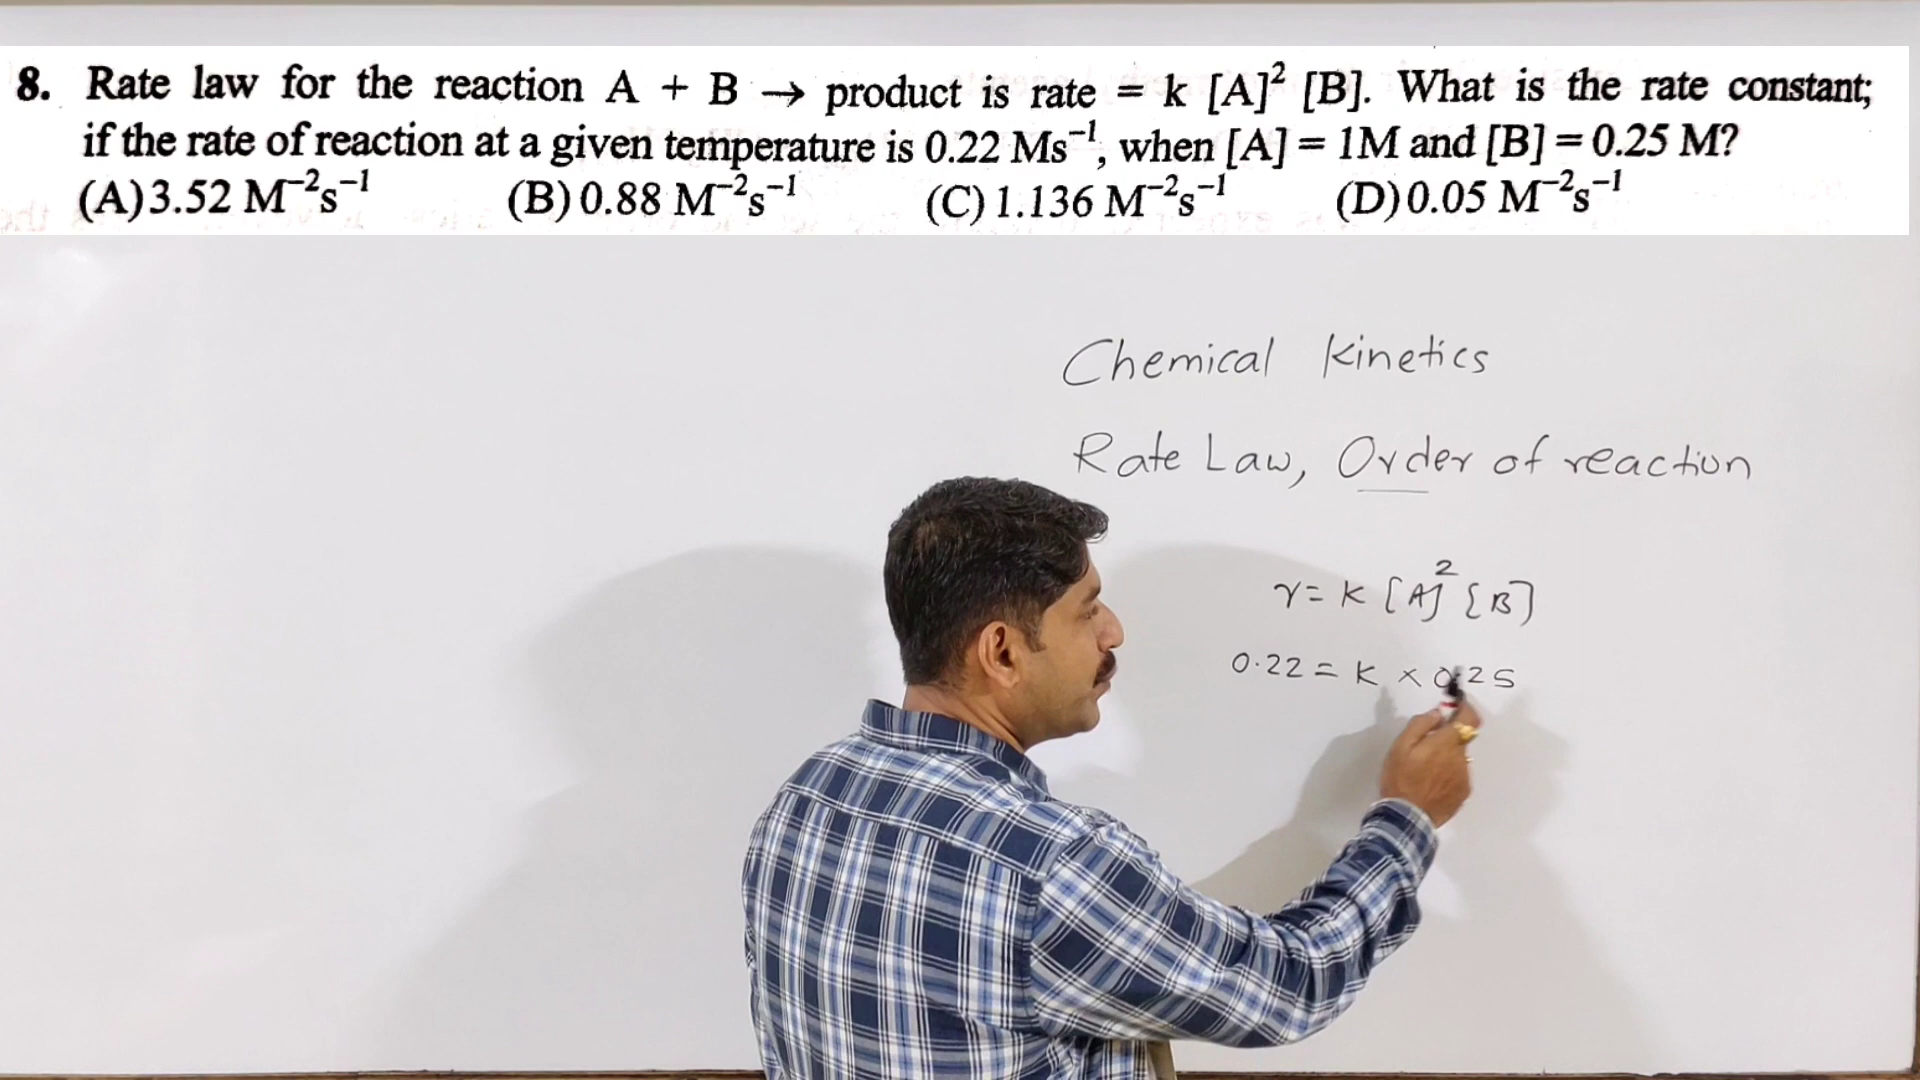 8. Rate law for the reaction A + B → product is rate = k [A]² [B]. What is the rate constant;
if the rate of reaction at a given temperature is 0.22 Ms⁻¹, when [A] = 1M and [B] = 0.25 M?
(A) 3.52 M⁻²s⁻¹ (B) 0.88 M⁻²s⁻¹ (C) 1.136 M⁻²s⁻¹ (D) 0.05 M⁻²s⁻¹
Chemical Kinetics
Rate Law, Order of reaction
r = K [A]² [B]
0.22 = K × 0.25